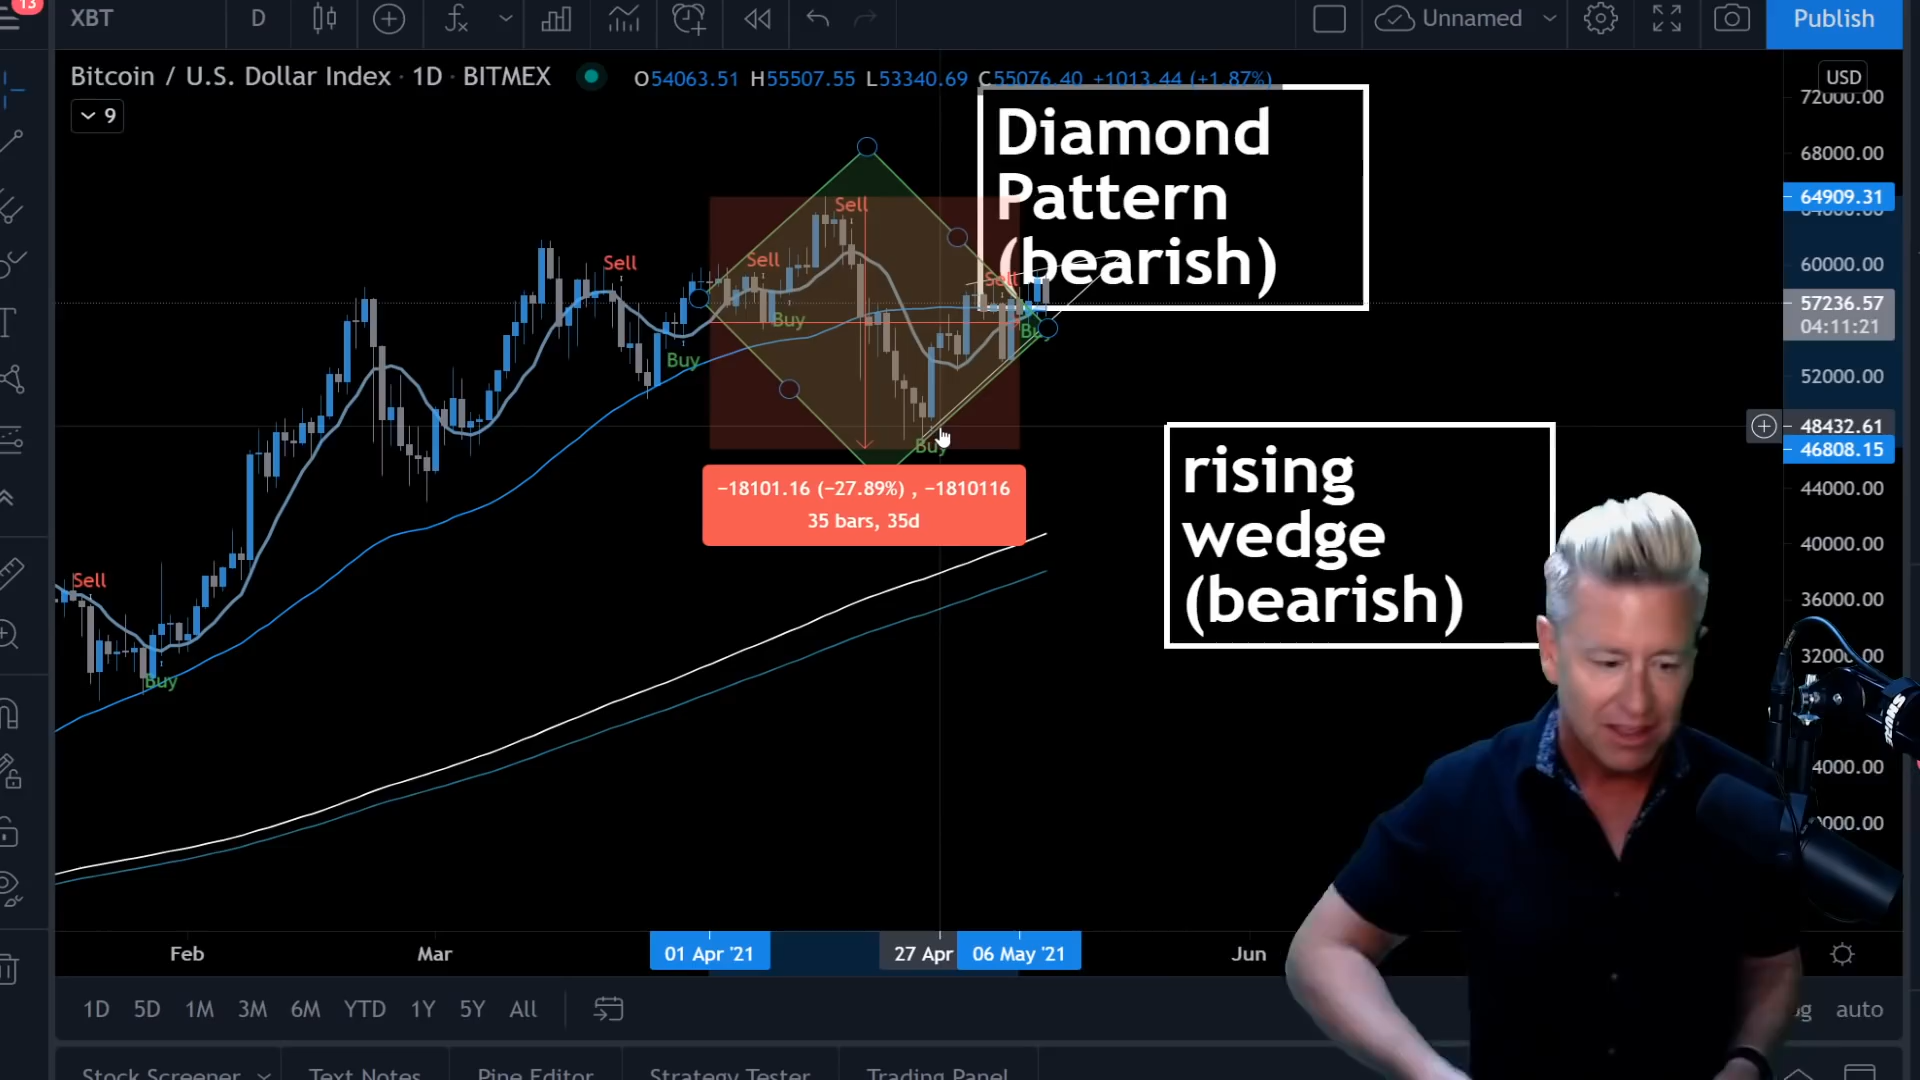 13
XBT
D
Unnamed
Publish
Bitcoin / U.S. Dollar Index · 1D · BITMEX
O54063.51 H55507.55 L53340.69 C55076.40 +1013.44 (+1.87%)
9
USD
72000.00
68000.00
64909.31
60000.00
57236.57
04:11:21
52000.00
48432.61
46808.15
44000.00
40000.00
36000.00
32000.00
Diamond
Pattern
(bearish)
rising
wedge
(bearish)
Sell
Sell
Sell
Sell
Sell
Buy
Buy
Buy
Buy
−18101.16 (−27.89%) , −1810116
35 bars, 35d
SHURE
Feb
Mar
01 Apr '21
27 Apr
06 May '21
Jun
1D 5D 1M 3M 6M YTD 1Y 5Y All
auto
Stock Screener
Text Notes
Pine Editor
Strategy Tester
Trading Panel